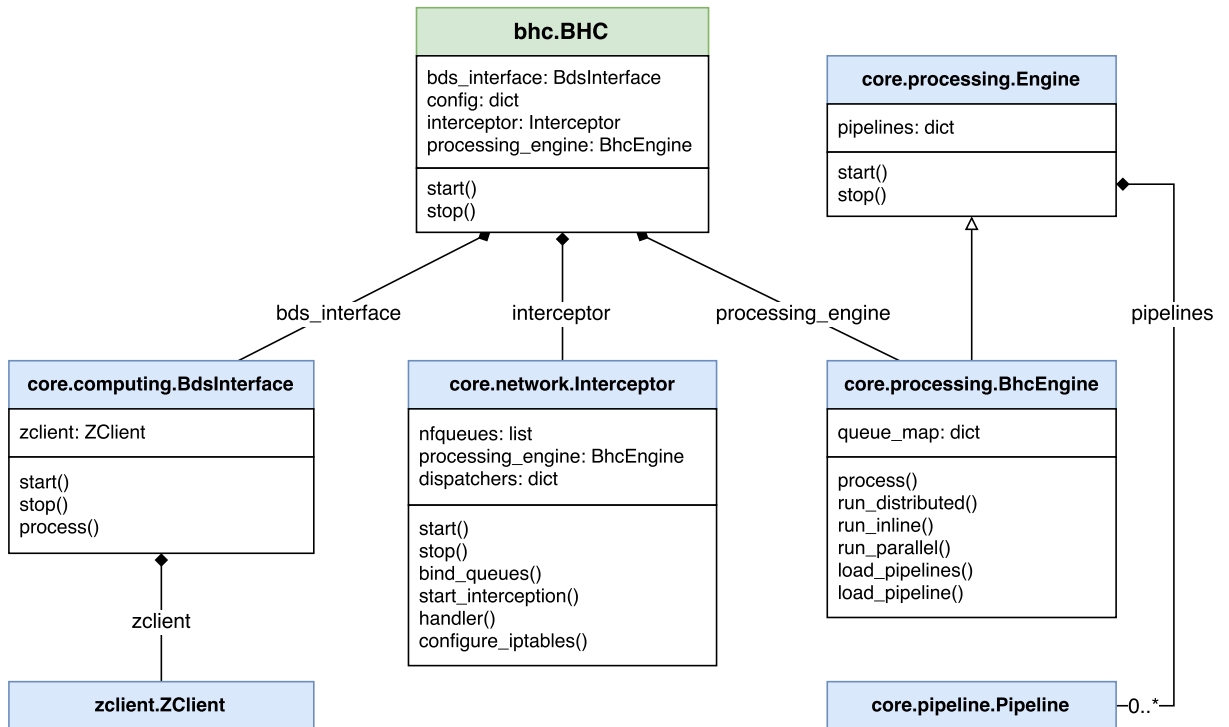 bhc.BHC
bds_interface: BdsInterface
config: dict
interceptor: Interceptor
processing_engine: BhcEngine
start()
stop()
core.processing.Engine
pipelines: dict
start()
stop()
bds_interface
interceptor
processing_engine
pipelines
core.computing.BdsInterface
zclient: ZClient
start()
stop()
process()
core.network.Interceptor
nfqueues: list
processing_engine: BhcEngine
dispatchers: dict
start()
stop()
bind_queues()
start_interception()
handler()
configure_iptables()
core.processing.BhcEngine
queue_map: dict
process()
run_distributed()
run_inline()
run_parallel()
load_pipelines()
load_pipeline()
zclient
zclient.ZClient
core.pipeline.Pipeline
0..*